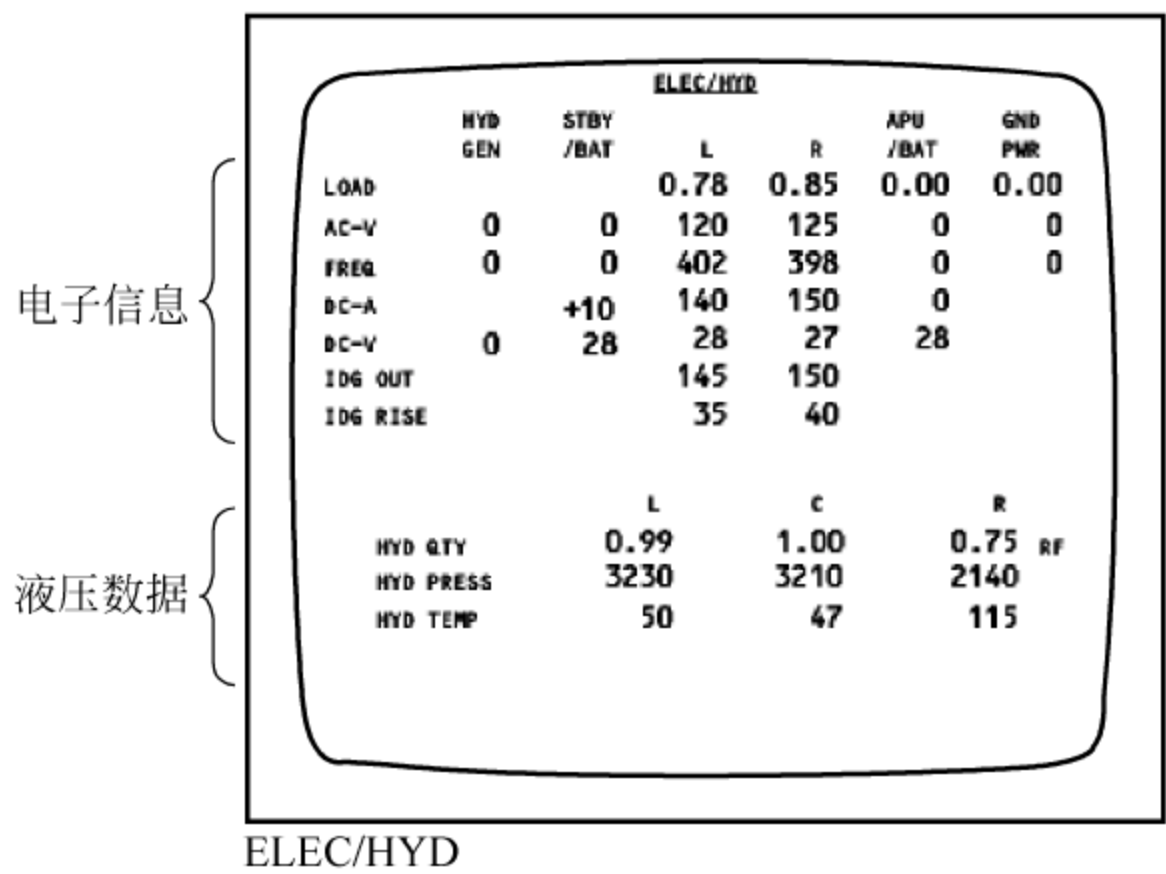 ELEC/HYD
HYD STBY APU GND
GEN /BAT L R /BAT PWR
LOAD 0.78 0.85 0.00 0.00
AC-V 0 0 120 125 0 0
FREQ 0 0 402 398 0 0
电子信息
DC-A +10 140 150 0
DC-V 0 28 28 27 28
IDG OUT 145 150
IDG RISE 35 40
L C R
HYD QTY 0.99 1.00 0.75 RF
液压数据
HYD PRESS 3230 3210 2140
HYD TEMP 50 47 115
ELEC/HYD